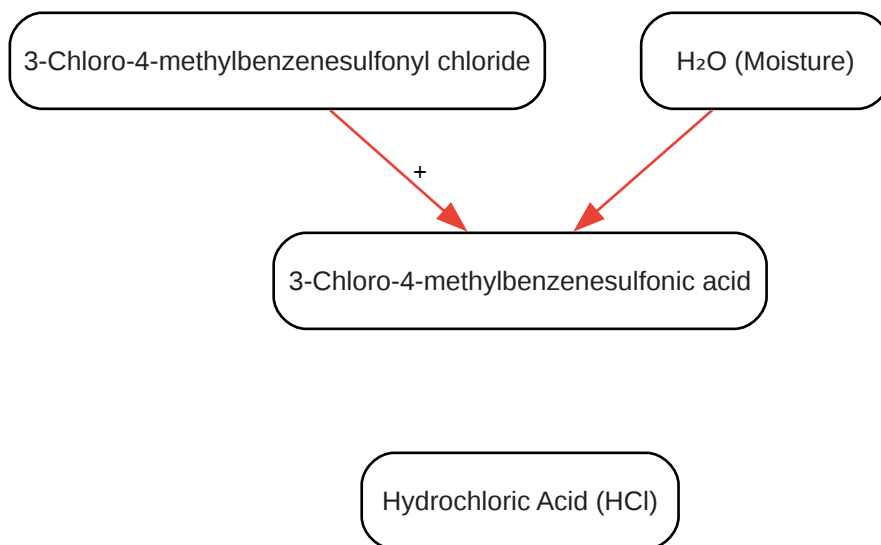 3-Chloro-4-methylbenzenesulfonyl chloride
H₂O (Moisture)
+
3-Chloro-4-methylbenzenesulfonic acid
Hydrochloric Acid (HCl)